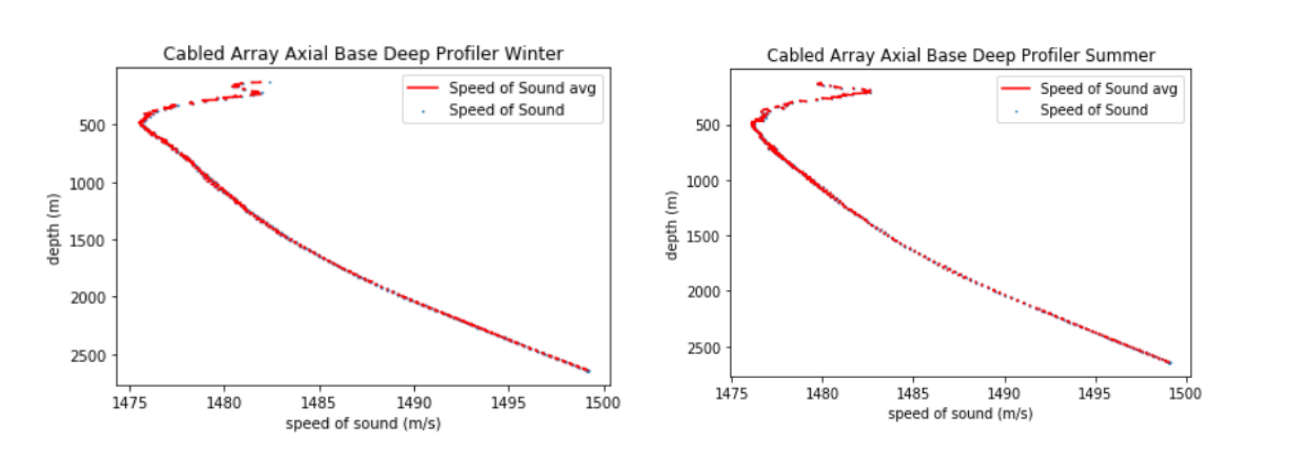 Cabled Array Axial Base Deep Profiler Winter
Speed of Sound avg
Speed of Sound
500
1000
1500
2000
2500
depth (m)
1475 1480 1485 1490 1495 1500
speed of sound (m/s)
Cabled Array Axial Base Deep Profiler Summer
Speed of Sound avg
Speed of Sound
500
1000
1500
2000
2500
depth (m)
1475 1480 1485 1490 1495 1500
speed of sound (m/s)